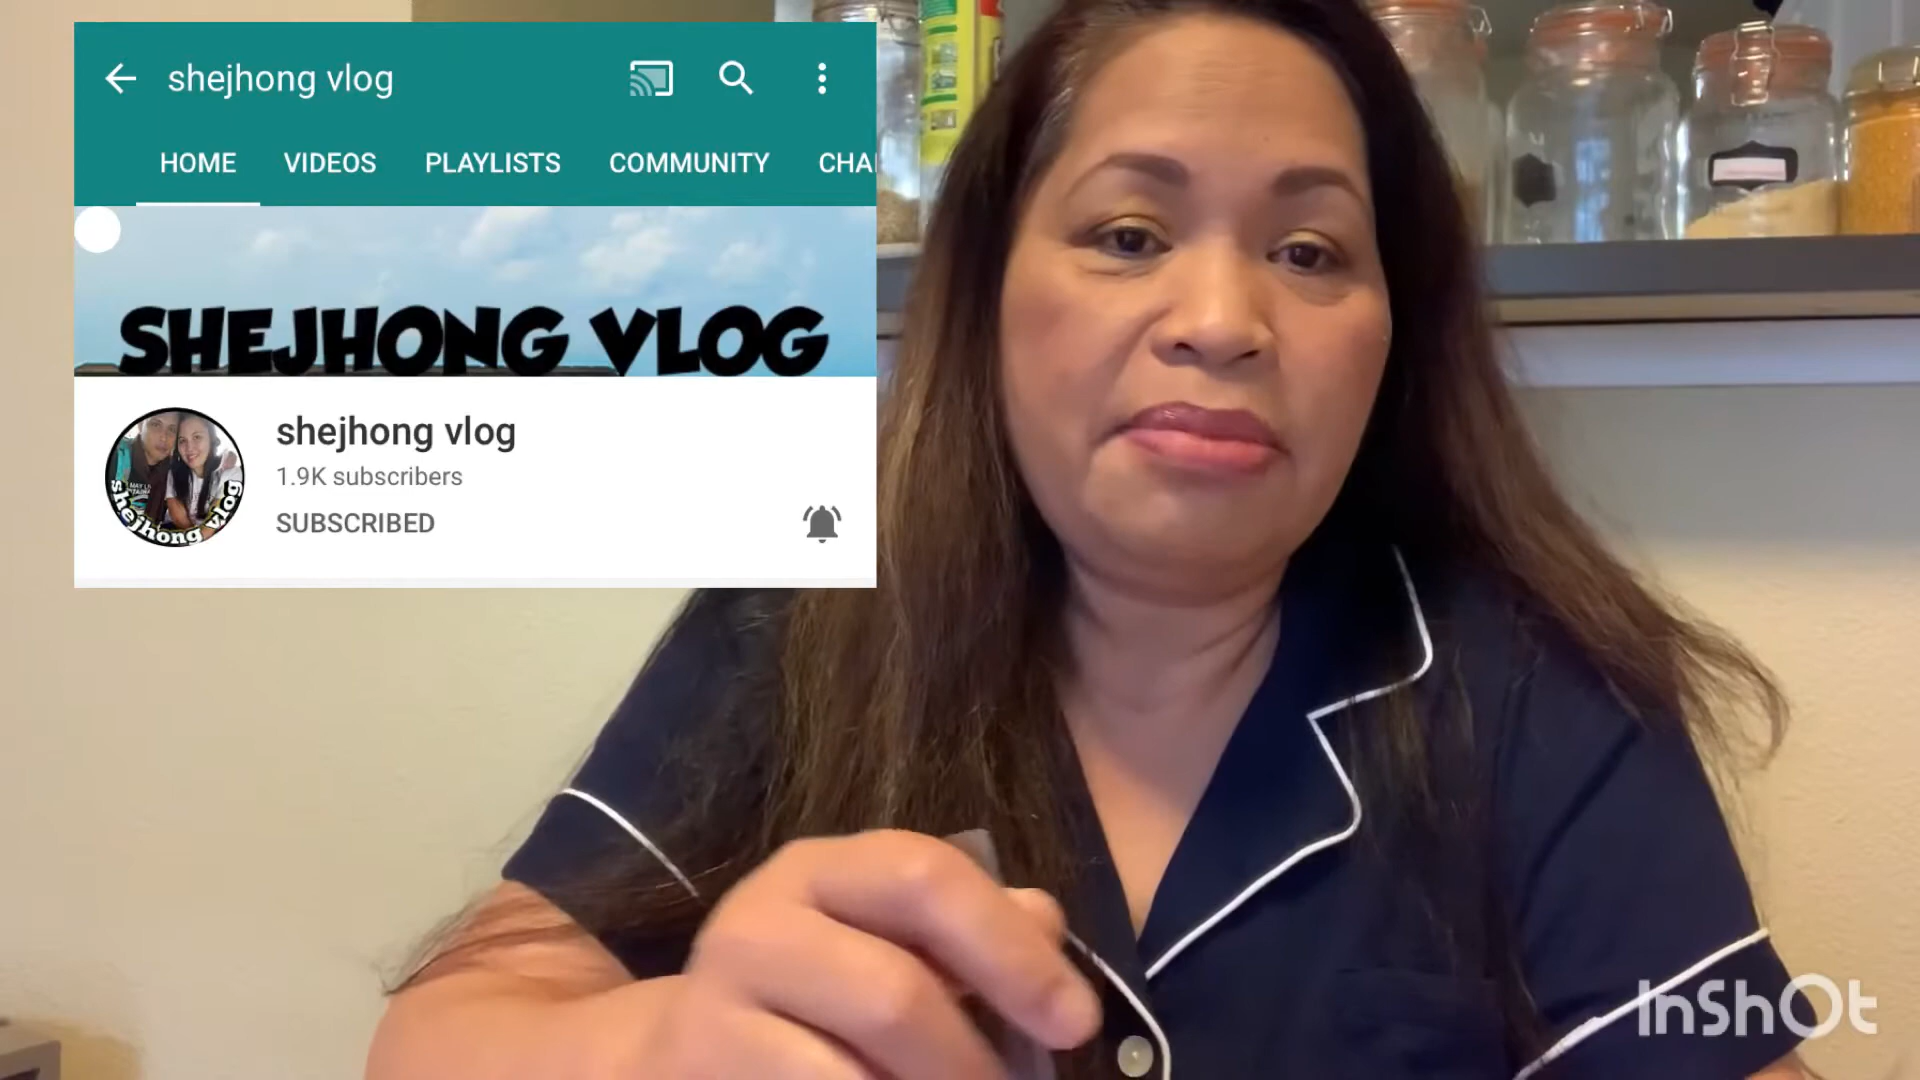 shejhong vlog
HOME VIDEOS PLAYLISTS COMMUNITY CHA
SHEJHONG VLOG
shejhong vlog
1.9K subscribers
SUBSCRIBED
shejhong vlog
InShOt